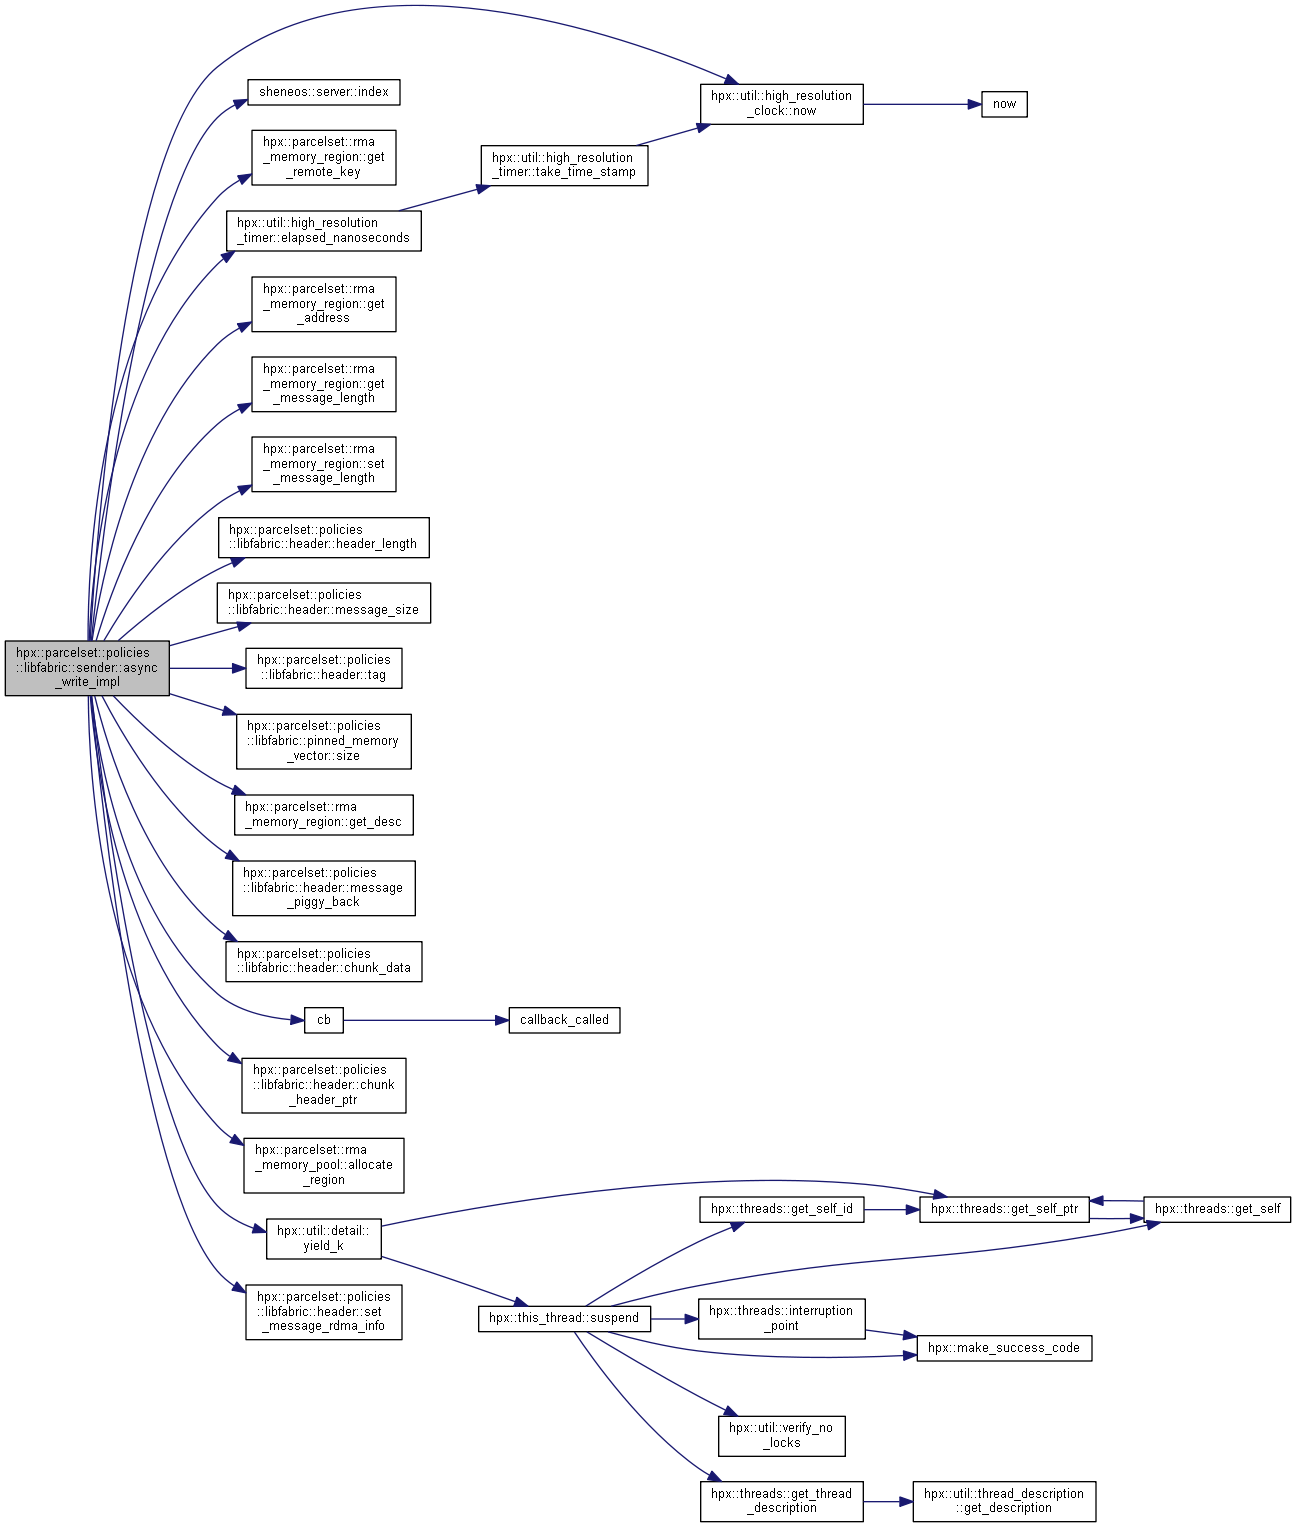 hpx::parcelset::policies
::libfabric::sender::async
_write_impl
sheneos::server::index
hpx::parcelset::rma
_memory_region::get
_remote_key
hpx::util::high_resolution
_timer::elapsed_nanoseconds
hpx::parcelset::rma
_memory_region::get
_address
hpx::parcelset::rma
_memory_region::get
_message_length
hpx::parcelset::rma
_memory_region::set
_message_length
hpx::parcelset::policies
::libfabric::header::header_length
hpx::parcelset::policies
::libfabric::header::message_size
hpx::parcelset::policies
::libfabric::header::tag
hpx::parcelset::policies
::libfabric::pinned_memory
_vector::size
hpx::parcelset::rma
_memory_region::get_desc
hpx::parcelset::policies
::libfabric::header::message
_piggy_back
hpx::parcelset::policies
::libfabric::header::chunk_data
cb
hpx::parcelset::policies
::libfabric::header::chunk
_header_ptr
hpx::parcelset::rma
_memory_pool::allocate
_region
hpx::util::detail::
yield_k
hpx::parcelset::policies
::libfabric::header::set
_message_rdma_info
hpx::util::high_resolution
_timer::take_time_stamp
callback_called
hpx::this_thread::suspend
hpx::util::high_resolution
_clock::now
now
hpx::threads::get_self_id
hpx::threads::get_self_ptr
hpx::threads::get_self
hpx::threads::interruption
_point
hpx::make_success_code
hpx::util::verify_no
_locks
hpx::threads::get_thread
_description
hpx::util::thread_description
::get_description